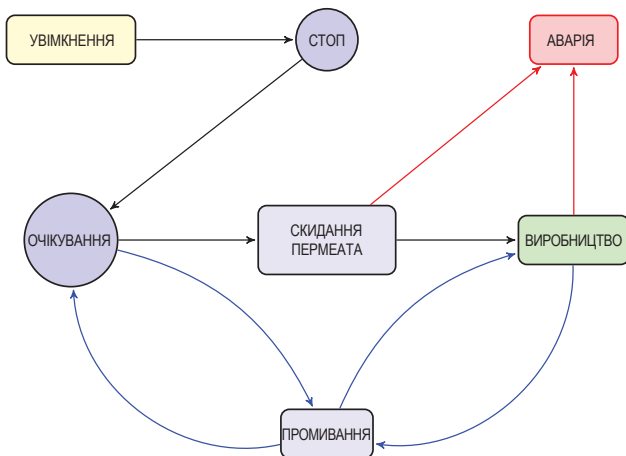 УВІМКНЕННЯ
СТОП
АВАРІЯ
ОЧІКУВАННЯ
СКИДАННЯ
ПЕРМЕАТА
ВИРОБНИЦТВО
ПРОМИВАННЯ